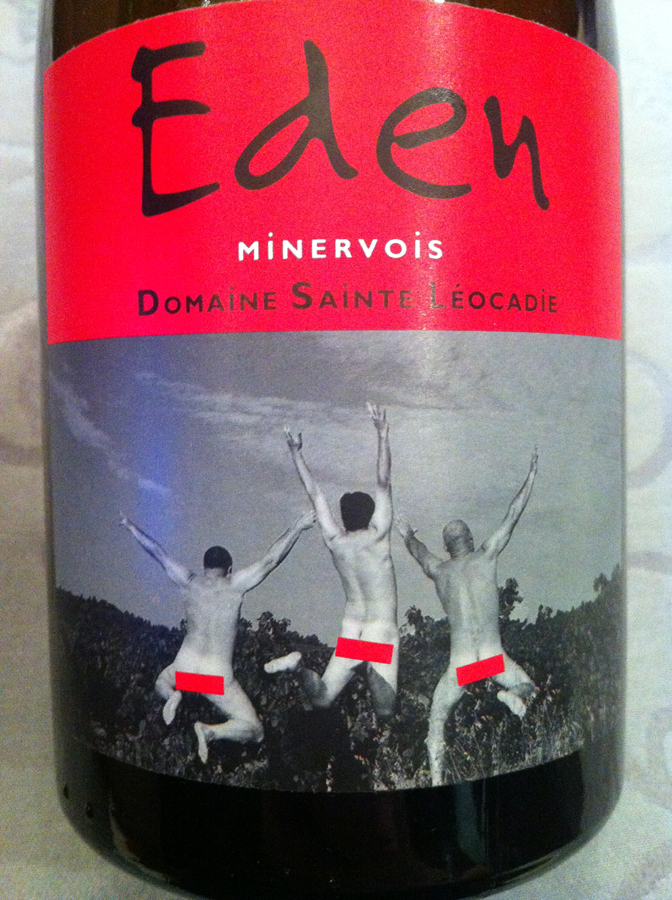 Eden
MiNERVOiS
DOMAiNE SAiNTE LÉOCADiE